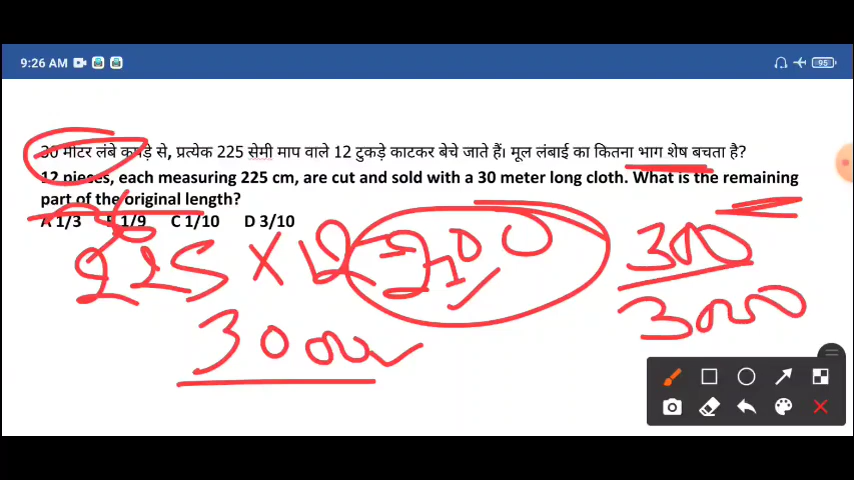 9:26 AM 95
30 मीटर लंबे कपड़े से, प्रत्येक 225 सेमी माप वाले 12 टुकड़े काटकर बेचे जाते हैं। मूल लंबाई का कितना भाग शेष बचता है?
12 pieces, each measuring 225 cm, are cut and sold with a 30 meter long cloth. What is the remaining
part of the original length?
A 1/3 B 1/9 C 1/10 D 3/10
225 × 12 300
3000 3000